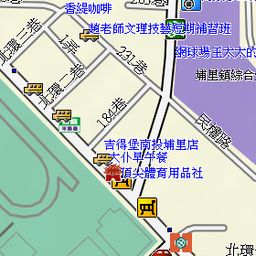 香緹咖啡
趙老師文理技藝短期補習班
網球場王太太的
埔里鎮綜合
北環三巷
1弄
231巷
北環二巷
184巷
民權路
吉得堡南投埔里店
大仆早午餐
頂尖體育用品社
北環